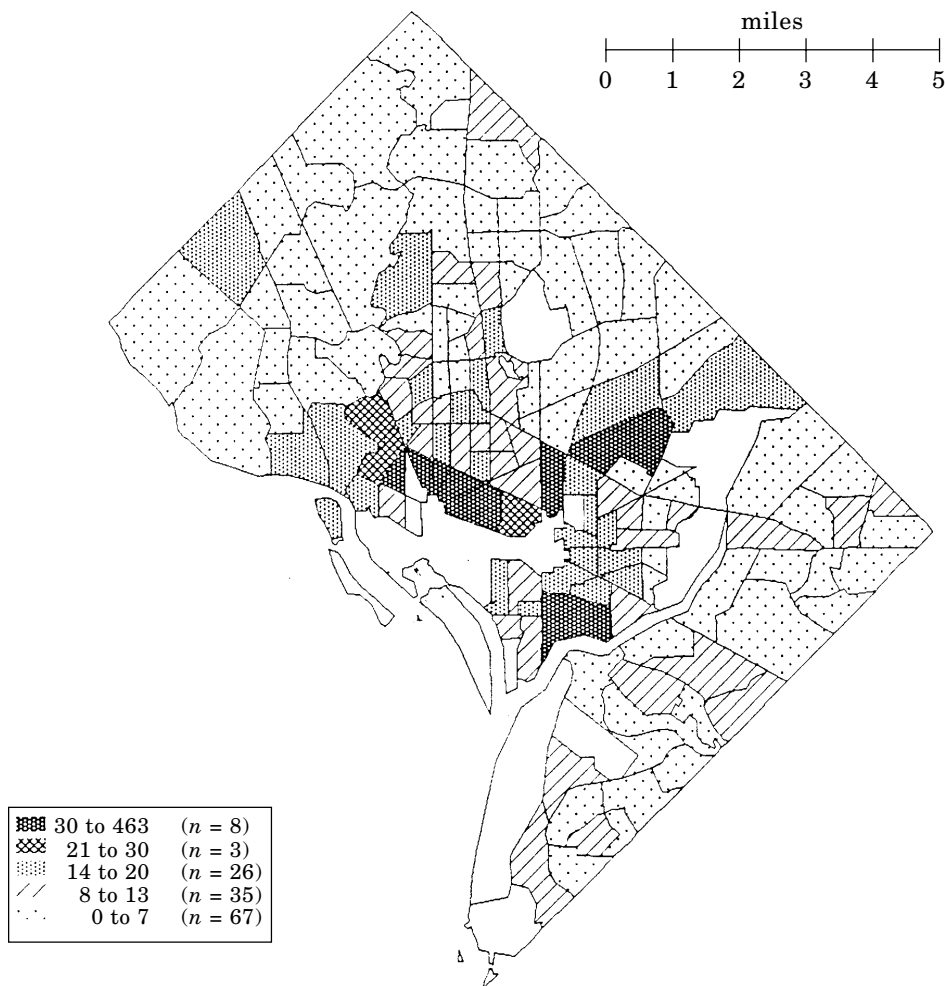 miles
0 1 2 3 4 5
30 to 463 (n = 8)
21 to 30 (n = 3)
14 to 20 (n = 26)
8 to 13 (n = 35)
0 to 7 (n = 67)